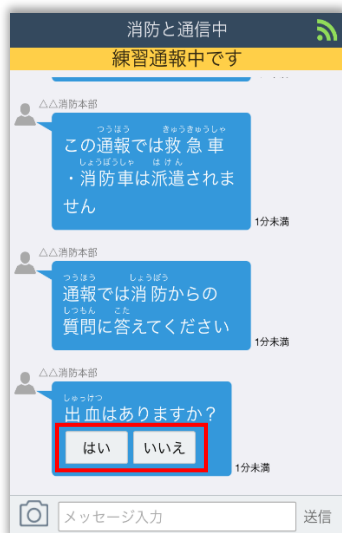 消防と通信中
練習通報中です
△△消防本部
つうほう きゅうきゅうしゃ
この通報では救急車
しょうぼうしゃ はけん
・消防車は派遣されま
せん
1分未満
△△消防本部
つうほう しょうぼう
通報では消防からの
しつもん こた
質問に答えてください
1分未満
△△消防本部
しゅっけつ
出血はありますか？
はい いいえ
1分未満
メッセージ入力 送信